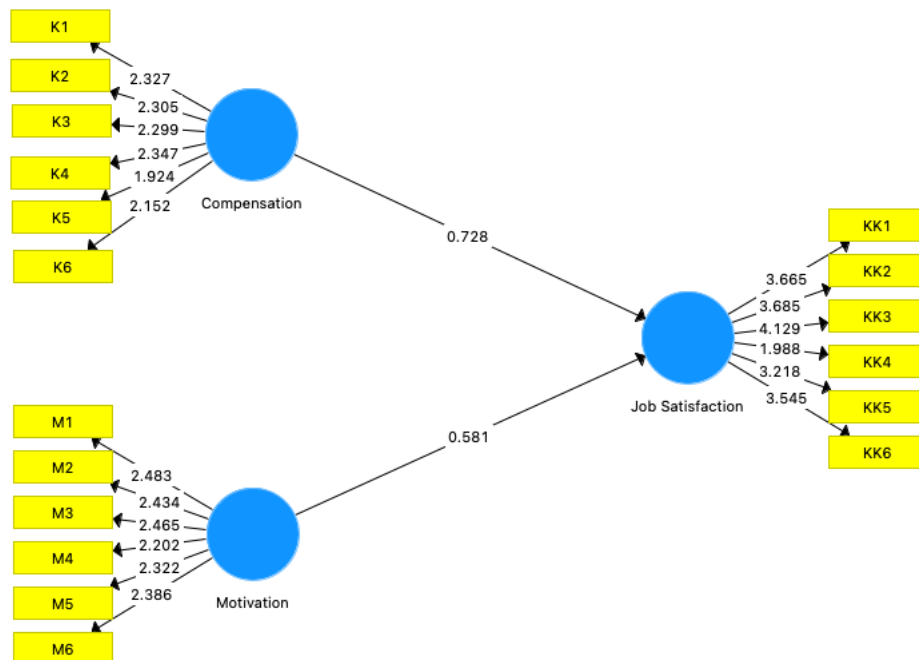 K1
K2
K3
K4
K5
K6
2.327
2.305
2.299
2.347
1.924
2.152
Compensation
0.728
M1
M2
M3
M4
M5
M6
2.483
2.434
2.465
2.202
2.322
2.386
Motivation
0.581
Job Satisfaction
3.665
3.685
4.129
1.988
3.218
3.545
KK1
KK2
KK3
KK4
KK5
KK6